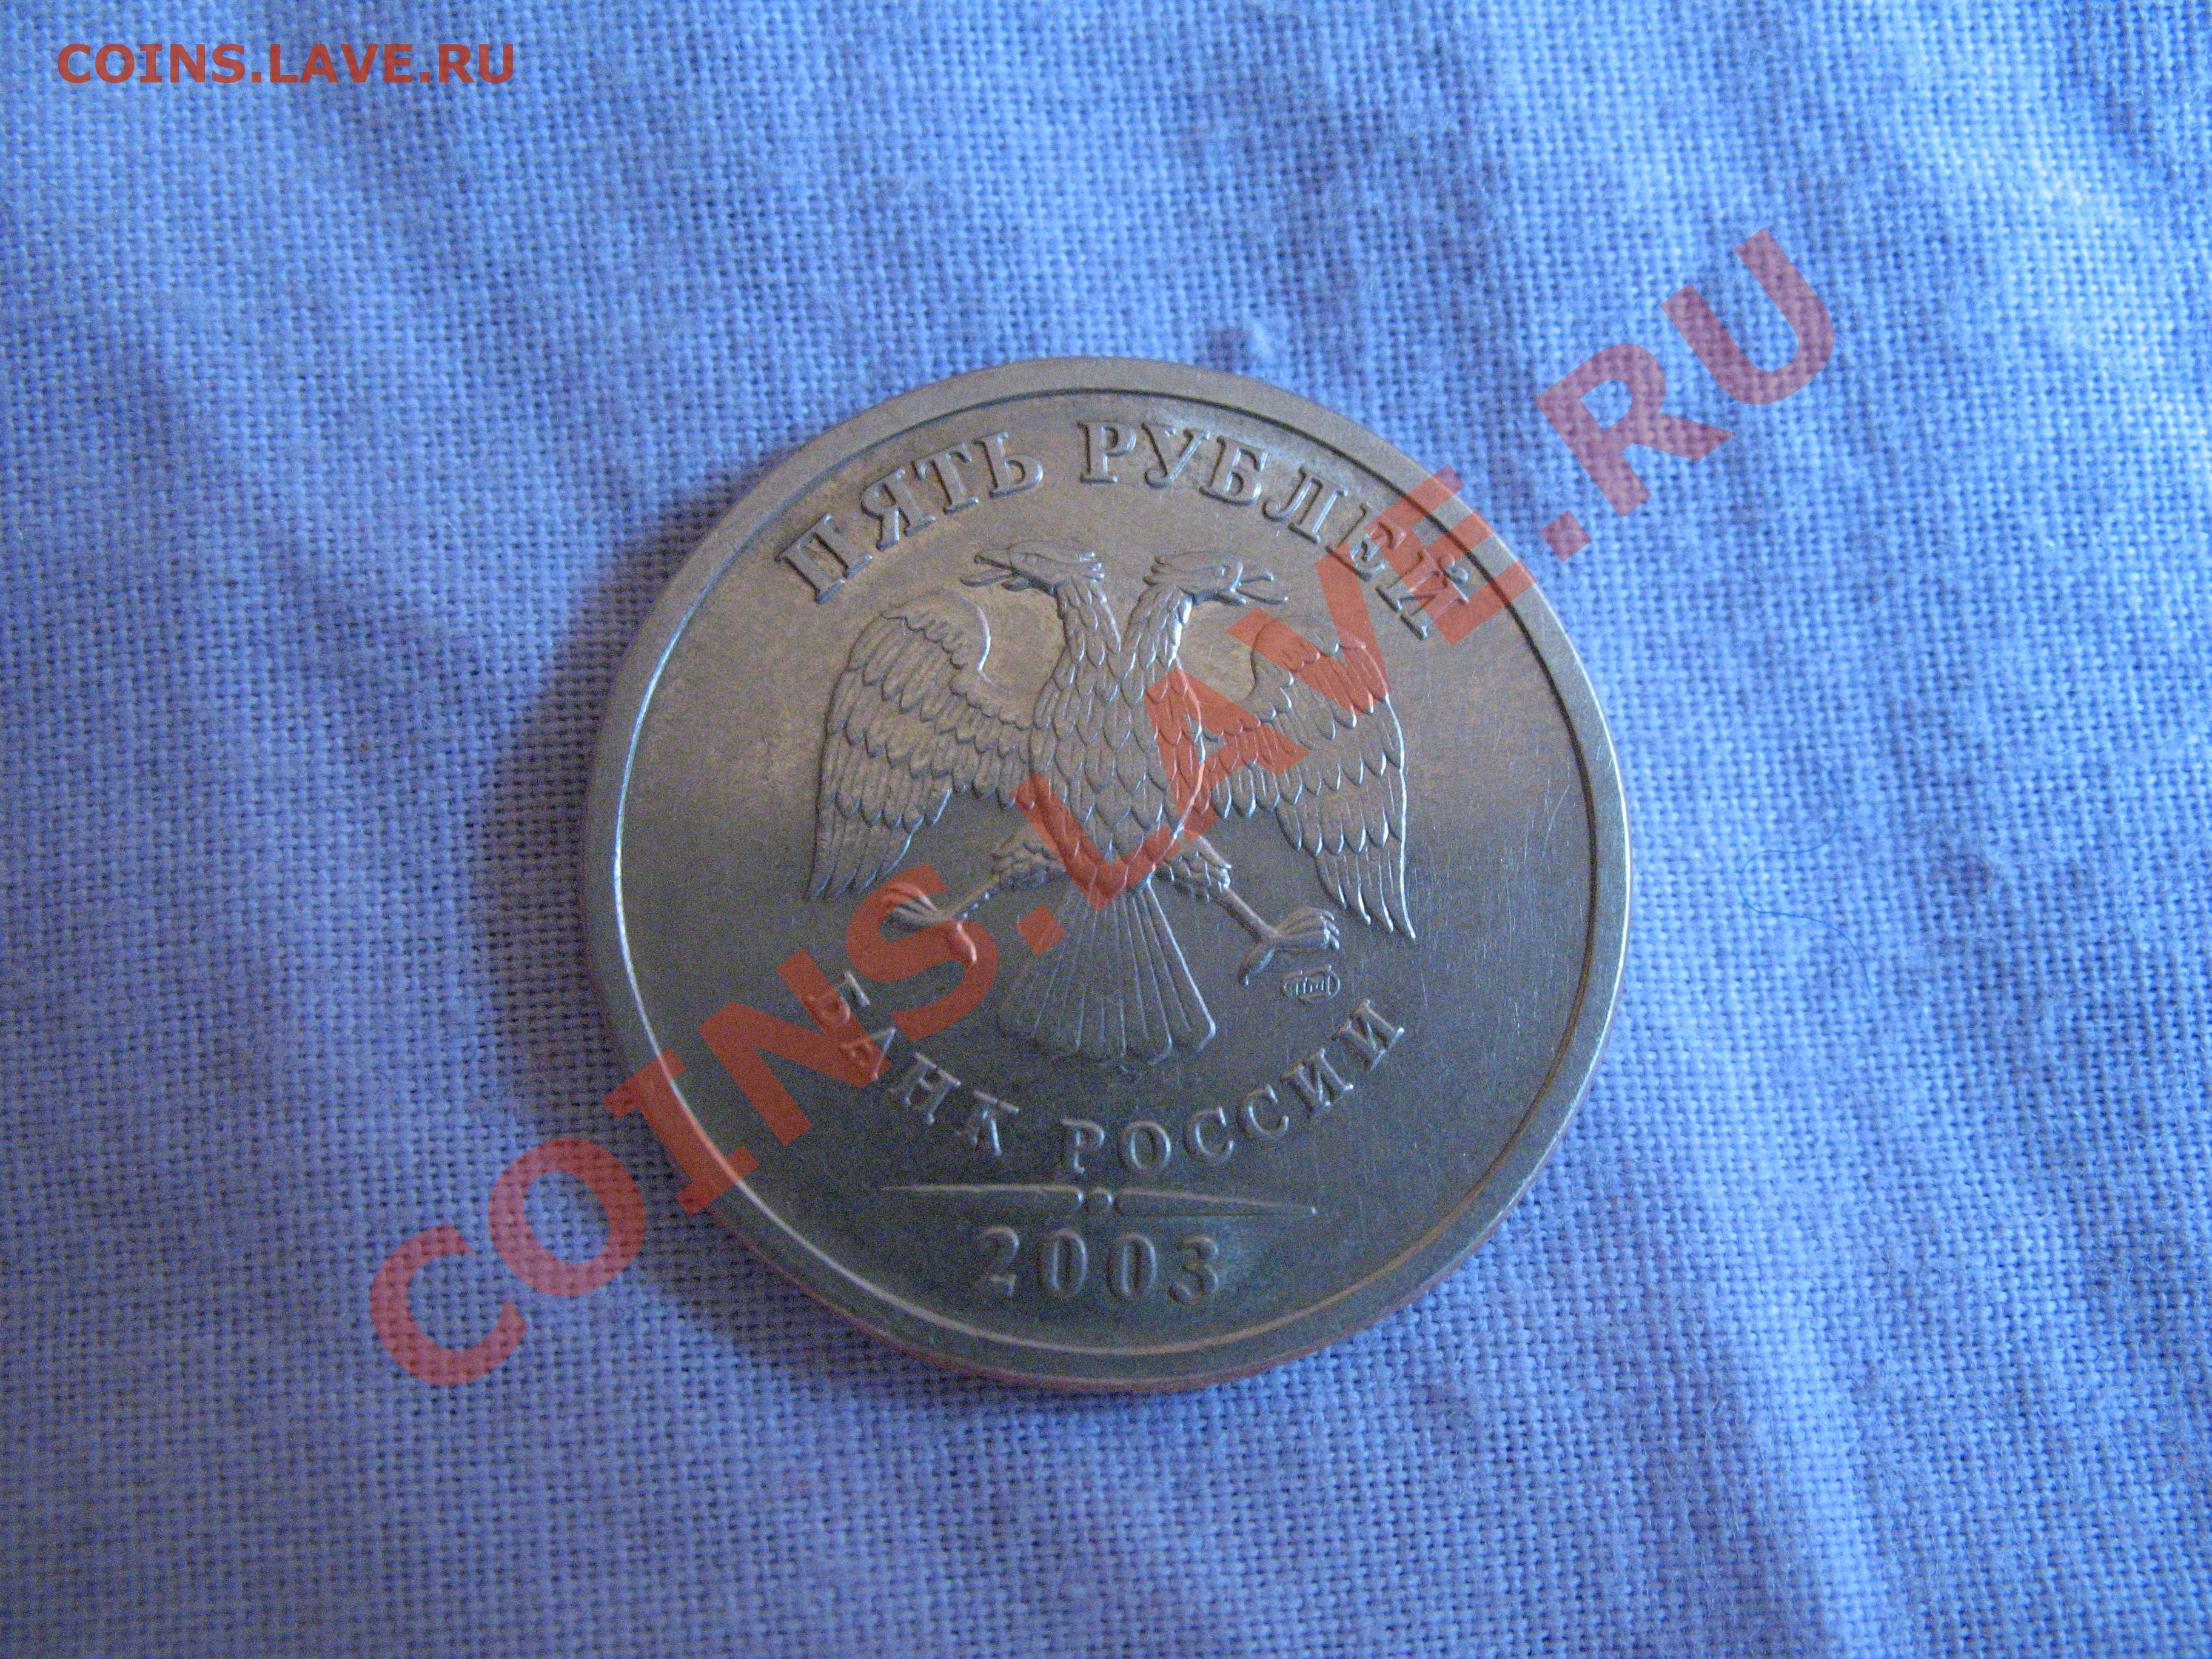 COINS.LAVE.RU
ПЯТЬ РУБЛЕЙ
БАНК РОССИИ
2003
COINS.LAVE.RU